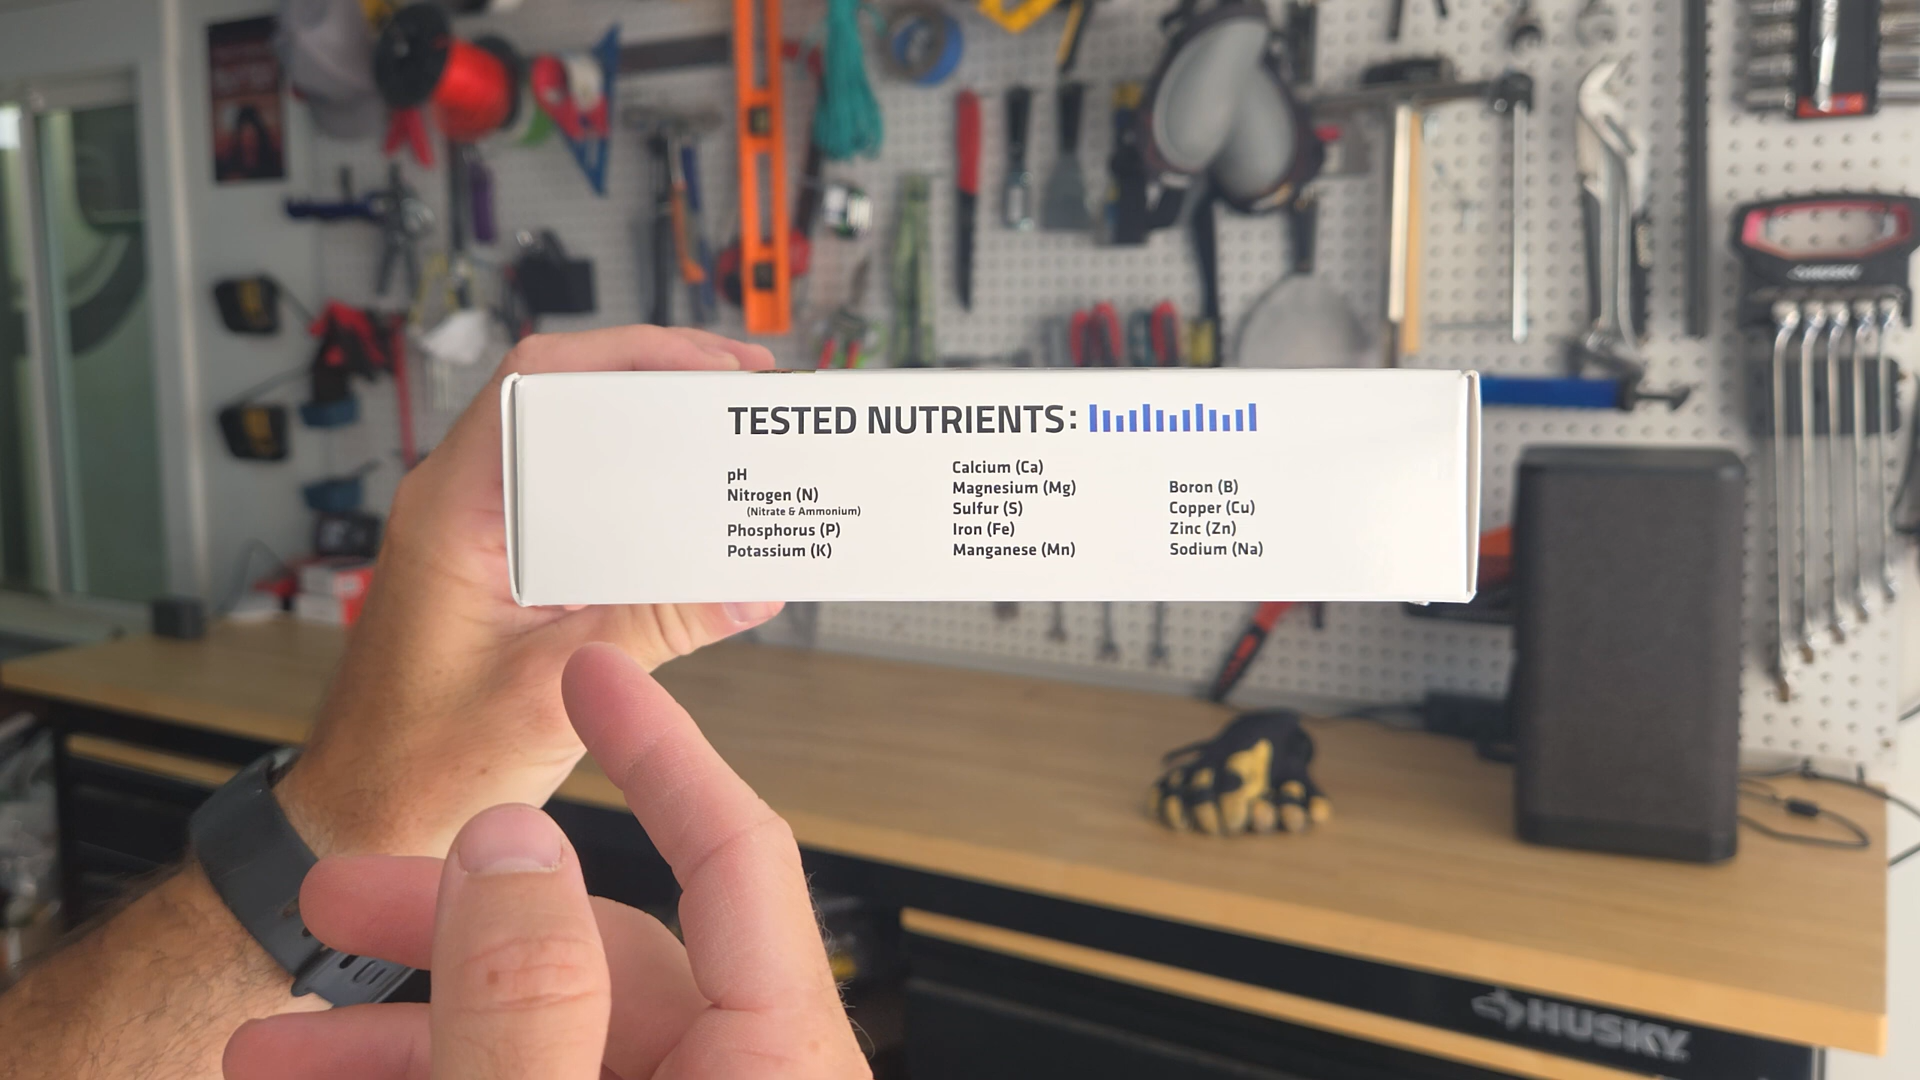 TESTED NUTRIENTS:
pH
Nitrogen (N)
(Nitrate & Ammonium)
Phosphorus (P)
Potassium (K)
Calcium (Ca)
Magnesium (Mg)
Sulfur (S)
Iron (Fe)
Manganese (Mn)
Boron (B)
Copper (Cu)
Zinc (Zn)
Sodium (Na)
HUSKY
HUSKY